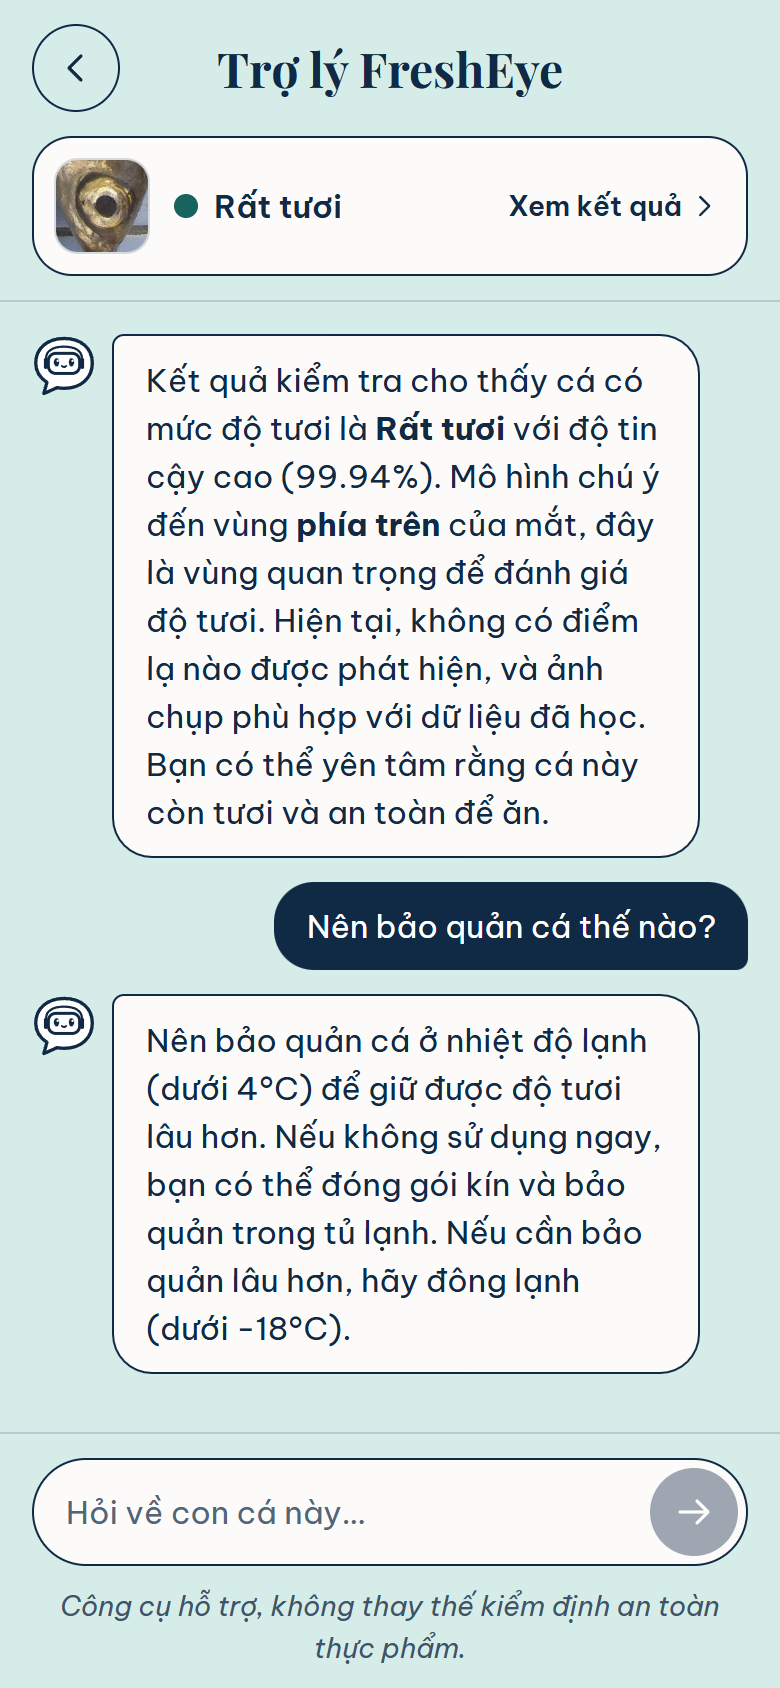 Trợ lý FreshEye
Rất tươi
Xem kết quả
Kết quả kiểm tra cho thấy cá có
mức độ tươi là Rất tươi với độ tin
cậy cao (99.94%). Mô hình chú ý
đến vùng phía trên của mắt, đây
là vùng quan trọng để đánh giá
độ tươi. Hiện tại, không có điểm
lạ nào được phát hiện, và ảnh
chụp phù hợp với dữ liệu đã học.
Bạn có thể yên tâm rằng cá này
còn tươi và an toàn để ăn.
Nên bảo quản cá thế nào?
Nên bảo quản cá ở nhiệt độ lạnh
(dưới 4°C) để giữ được độ tươi
lâu hơn. Nếu không sử dụng ngay,
bạn có thể đóng gói kín và bảo
quản trong tủ lạnh. Nếu cần bảo
quản lâu hơn, hãy đông lạnh
(dưới -18°C).
Hỏi về con cá này...
Công cụ hỗ trợ, không thay thế kiểm định an toàn
thực phẩm.